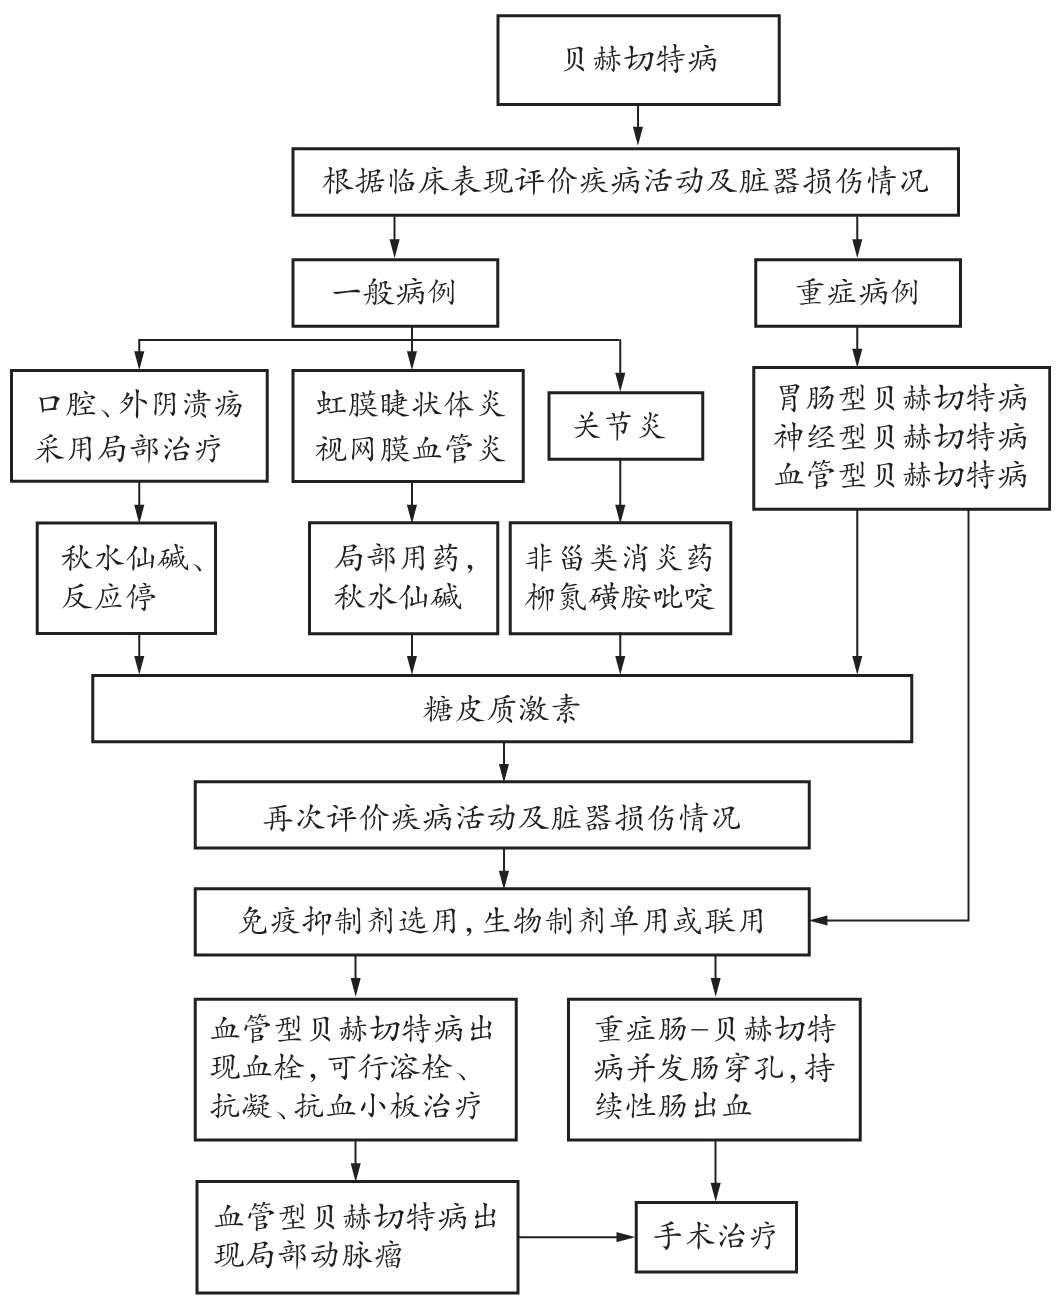 贝赫切特病
根据临床表现评价疾病活动及脏器损伤情况
一般病例
重症病例
口腔、外阴溃疡
采用局部治疗
虹膜睫状体炎
视网膜血管炎
关节炎
胃肠型贝赫切特病
神经型贝赫切特病
血管型贝赫切特病
秋水仙碱、
反应停
局部用药，
秋水仙碱
非甾类消炎药
柳氮磺胺吡啶
糖皮质激素
再次评价疾病活动及脏器损伤情况
免疫抑制剂选用，生物制剂单用或联用
血管型贝赫切特病出
现血栓，可行溶栓、
抗凝、抗血小板治疗
重症肠-贝赫切特
病并发肠穿孔，持
续性肠出血
血管型贝赫切特病出
现局部动脉瘤
手术治疗